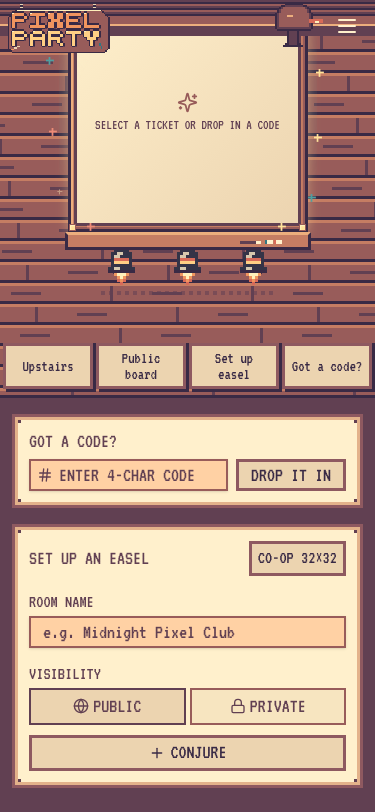 PIXEL
PARTY
SELECT A TICKET OR DROP IN A CODE
Upstairs
Public
board
Set up
easel
Got a code?
GOT A CODE?
# ENTER 4-CHAR CODE
DROP IT IN
SET UP AN EASEL
CO-OP 32×32
ROOM NAME
e.g. Midnight Pixel Club
VISIBILITY
PUBLIC
PRIVATE
+ CONJURE